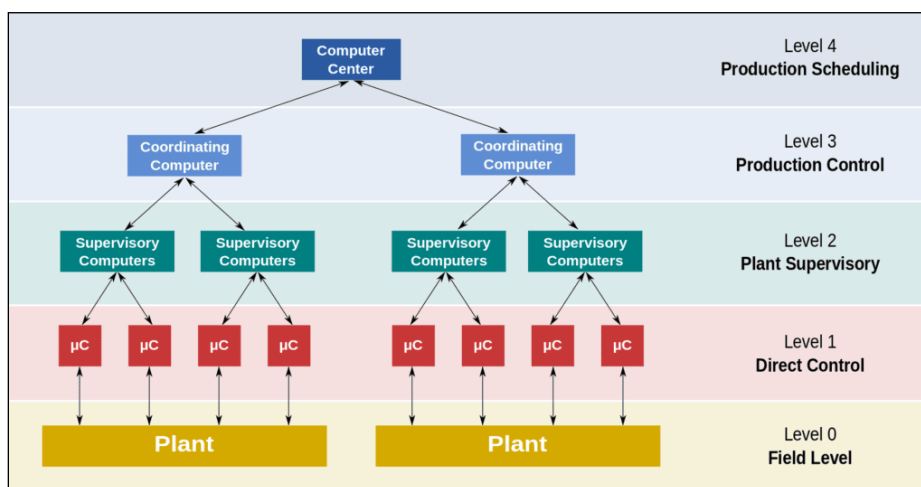 Computer
Center
Level 4
Production Scheduling
Coordinating
Computer
Coordinating
Computer
Level 3
Production Control
Supervisory
Computers
Supervisory
Computers
Supervisory
Computers
Supervisory
Computers
Level 2
Plant Supervisory
μC
μC
μC
μC
μC
μC
μC
μC
Level 1
Direct Control
Plant
Plant
Level 0
Field Level